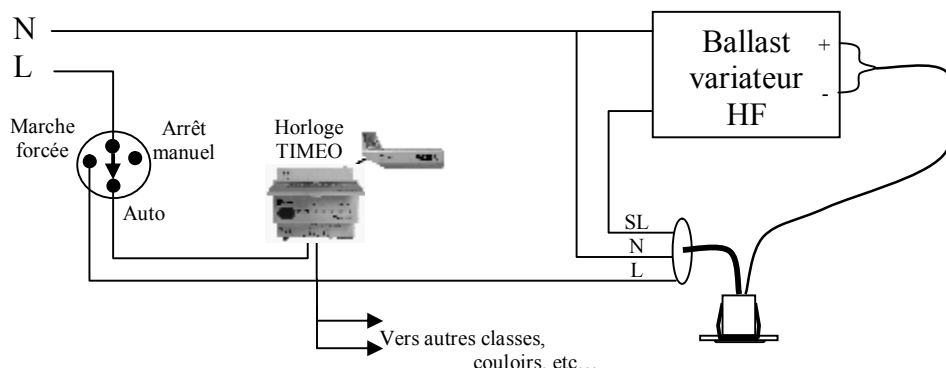 N
L
Marche
forcée
Arrêt
manuel
Auto
Horloge
TIMEO
Ballast
variateur
HF
+
-
SL
N
L
Vers autres classes,
couloirs, etc…